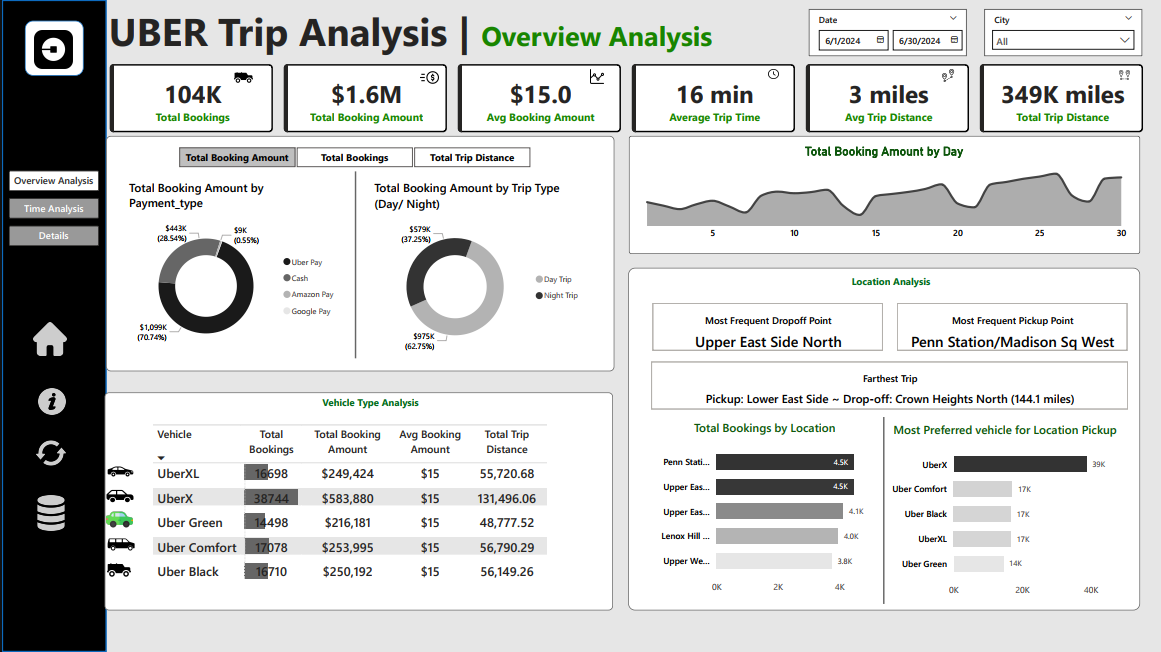 UBER Trip Analysis | Overview Analysis
Date
6/1/2024 6/30/2024
City
All
104K
Total Bookings
$1.6M
Total Booking Amount
$15.0
Avg Booking Amount
16 min
Average Trip Time
3 miles
Avg Trip Distance
349K miles
Total Trip Distance
Overview Analysis
Time Analysis
Details
Total Booking Amount Total Bookings Total Trip Distance
Total Booking Amount by
Payment_type
$443K
(28.54%)
$9K
(0.55%)
$1,099K
(70.74%)
Uber Pay
Cash
Amazon Pay
Google Pay
Total Booking Amount by Trip Type
(Day/ Night)
$579K
(37.25%)
$975K
(62.75%)
Day Trip
Night Trip
Total Booking Amount by Day
5 10 15 20 25 30
Vehicle Type Analysis
Vehicle Total Bookings Total Booking Amount Avg Booking Amount Total Trip Distance
UberXL 16698 $249,424 $15 55,720.68
UberX 38744 $583,880 $15 131,496.06
Uber Green 14498 $216,181 $15 48,777.52
Uber Comfort 17078 $253,995 $15 56,790.29
Uber Black 16710 $250,192 $15 56,149.26
Location Analysis
Most Frequent Dropoff Point
Upper East Side North
Most Frequent Pickup Point
Penn Station/Madison Sq West
Farthest Trip
Pickup: Lower East Side ~ Drop-off: Crown Heights North (144.1 miles)
Total Bookings by Location
Penn Stati... 4.5K
Upper Eas... 4.5K
Upper Eas... 4.1K
Lenox Hill ... 4.0K
Upper We... 3.8K
0K 2K 4K
Most Preferred vehicle for Location Pickup
UberX 39K
Uber Comfort 17K
Uber Black 17K
UberXL 17K
Uber Green 14K
0K 20K 40K